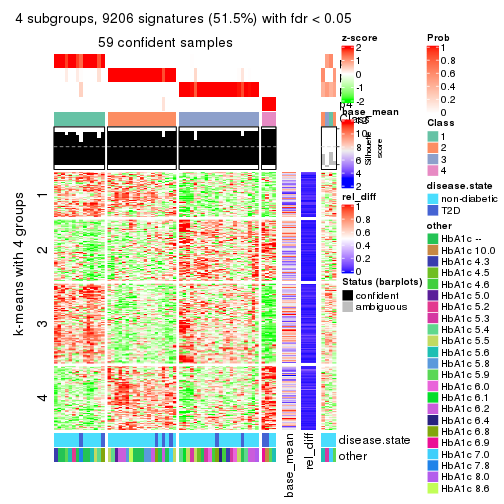 4 subgroups, 9206 signatures (51.5%) with fdr < 0.05
59 confident samples
k-means with 4 groups
1
2
3
4
p4
Silhouette
score
base_mean
rel_diff
disease.state
other
z-score
2
1
0
-1
-2
base_mean
2
rel_diff
1
0.8
0.6
0.4
0.2
0
Status (barplots)
confident
ambiguous
Prob
1
0.8
0.6
0.4
0.2
0
Class
1
2
3
4
disease.state
non-diabetic
T2D
other
HbA1c --
HbA1c 10.0
HbA1c 4.3
HbA1c 4.5
HbA1c 4.6
HbA1c 5.0
HbA1c 5.2
HbA1c 5.3
HbA1c 5.4
HbA1c 5.5
HbA1c 5.6
HbA1c 5.8
HbA1c 5.9
HbA1c 6.0
HbA1c 6.1
HbA1c 6.2
HbA1c 6.4
HbA1c 6.8
HbA1c 6.9
HbA1c 7.0
HbA1c 7.8
HbA1c 8.0
HbA1c 8.6